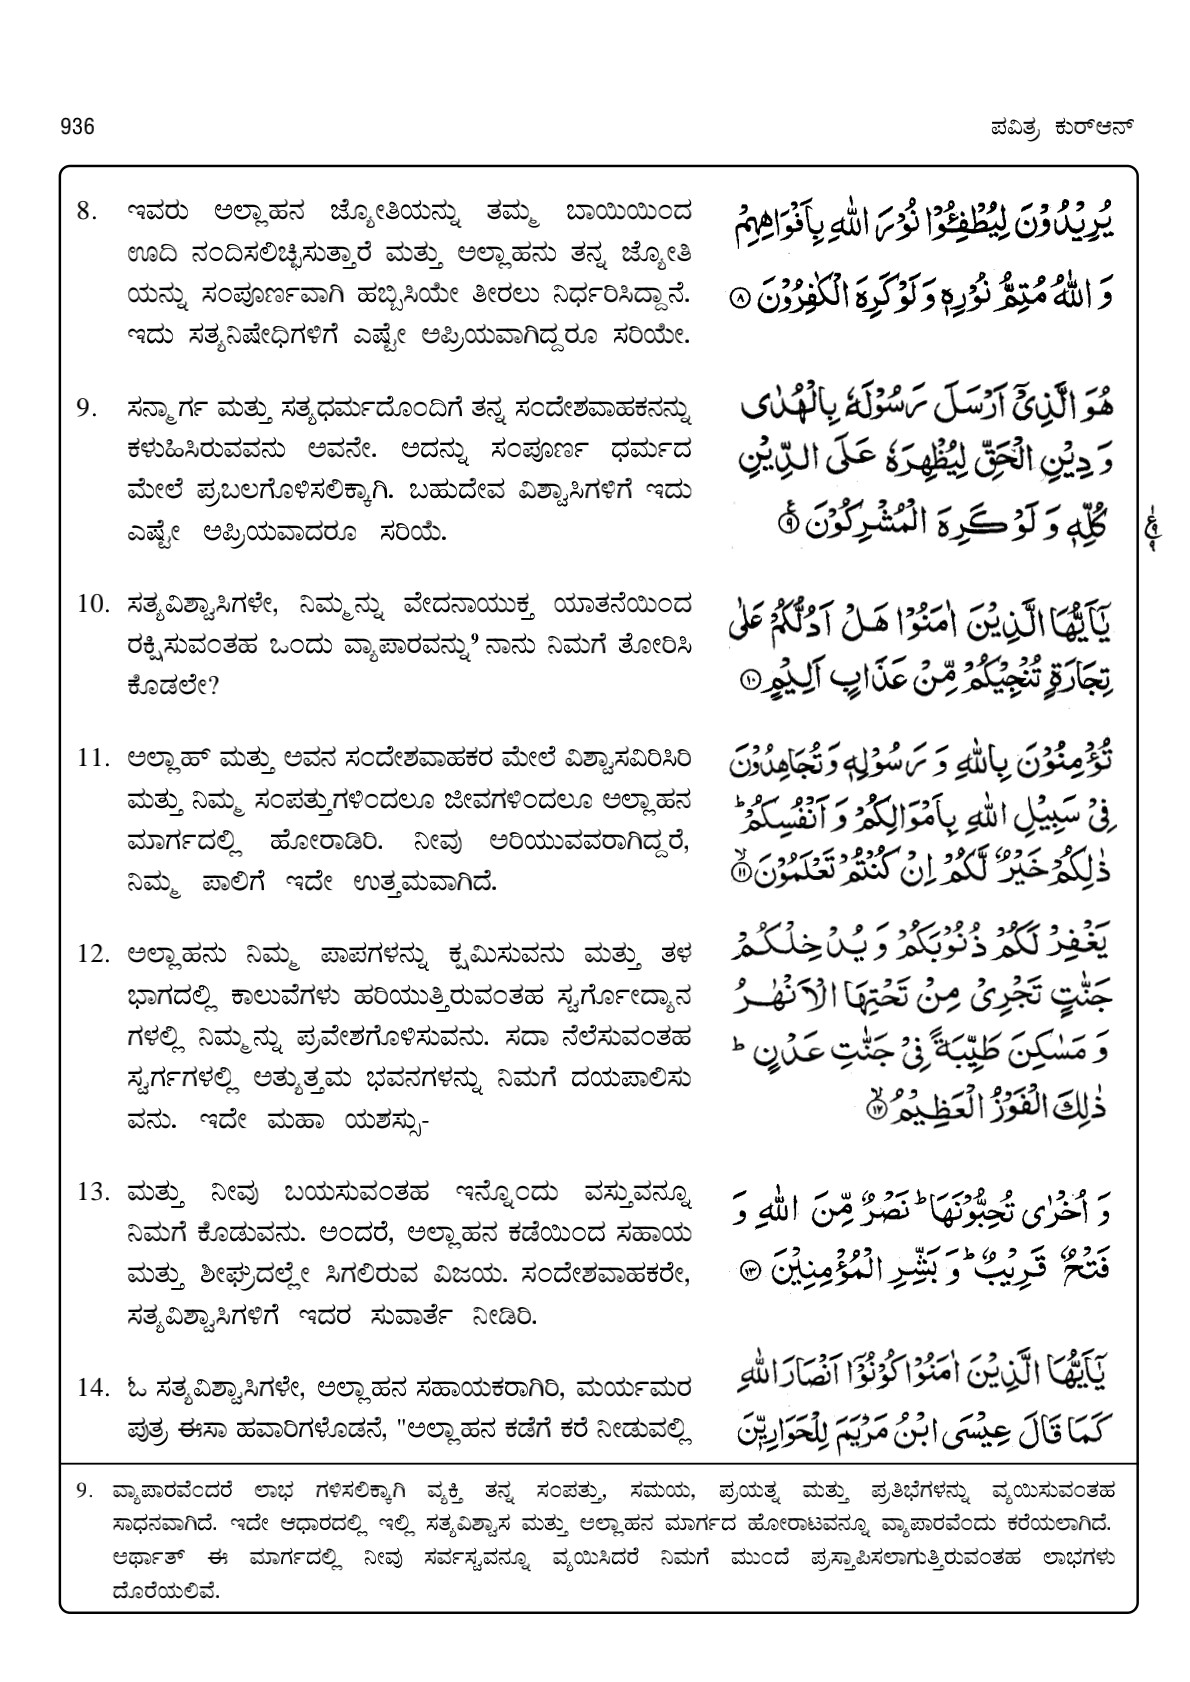 936
ಪವಿತ್ರ ಕುರ್‌ಆನ್
8. ಇವರು ಅಲ್ಲಾಹನ ಜ್ಯೋತಿಯನ್ನು ತಮ್ಮ ಬಾಯಿಯಿಂದ
ಊದಿ ನಂದಿಸಲಿಚ್ಛಿಸುತ್ತಾರೆ ಮತ್ತು ಅಲ್ಲಾಹನು ತನ್ನ ಜ್ಯೋತಿ
ಯನ್ನು ಸಂಪೂರ್ಣವಾಗಿ ಹಬ್ಬಿಸಿಯೇ ತೀರಲು ನಿರ್ಧರಿಸಿದ್ದಾನೆ.
ಇದು ಸತ್ಯನಿಷೇಧಿಗಳಿಗೆ ಎಷ್ಟೇ ಅಪ್ರಿಯವಾಗಿದ್ದರೂ ಸರಿಯೇ.
يُرِيْدُوْنَ لِيُطْفِـُٔوْا نُوْرَ اللّٰهِ بِاَفْوَاهِهِمْ
وَ اللّٰهُ مُتِمُّ نُوْرِهٖ وَ لَوْ كَرِهَ الْكٰفِرُوْنَ ۝٨
9. ಸನ್ಮಾರ್ಗ ಮತ್ತು ಸತ್ಯಧರ್ಮದೊಂದಿಗೆ ತನ್ನ ಸಂದೇಶವಾಹಕನನ್ನು
ಕಳುಹಿಸಿರುವವನು ಅವನೇ. ಅದನ್ನು ಸಂಪೂರ್ಣ ಧರ್ಮದ
ಮೇಲೆ ಪ್ರಬಲಗೊಳಿಸಲಿಕ್ಕಾಗಿ. ಬಹುದೇವ ವಿಶ್ವಾಸಿಗಳಿಗೆ ಇದು
ಎಷ್ಟೇ ಅಪ್ರಿಯವಾದರೂ ಸರಿಯೆ.
هُوَ الَّذِيْۤ اَرْسَلَ رَسُوْلَهٗ بِالْهُدٰى
وَ دِيْنِ الْحَقِّ لِيُظْهِرَهٗ عَلَى الدِّيْنِ
كُلِّهٖ وَ لَوْ كَرِهَ الْمُشْرِكُوْنَ ۝٩
10. ಸತ್ಯವಿಶ್ವಾಸಿಗಳೇ, ನಿಮ್ಮನ್ನು ವೇದನಾಯುಕ್ತ ಯಾತನೆಯಿಂದ
ರಕ್ಷಿಸುವಂತಹ ಒಂದು ವ್ಯಾಪಾರವನ್ನು⁹ ನಾನು ನಿಮಗೆ ತೋರಿಸಿ
ಕೊಡಲೇ?
يٰۤاَيُّهَا الَّذِيْنَ اٰمَنُوْا هَلْ اَدُلُّكُمْ عَلٰى
تِجَارَةٍ تُنْجِيْكُمْ مِّنْ عَذَابٍ اَلِيْمٍ ۝١٠
11. ಅಲ್ಲಾಹ್ ಮತ್ತು ಅವನ ಸಂದೇಶವಾಹಕರ ಮೇಲೆ ವಿಶ್ವಾಸವಿರಿಸಿರಿ
ಮತ್ತು ನಿಮ್ಮ ಸಂಪತ್ತುಗಳಿಂದಲೂ ಜೀವಗಳಿಂದಲೂ ಅಲ್ಲಾಹನ
ಮಾರ್ಗದಲ್ಲಿ ಹೋರಾಡಿರಿ. ನೀವು ಅರಿಯುವವರಾಗಿದ್ದರೆ,
ನಿಮ್ಮ ಪಾಲಿಗೆ ಇದೇ ಉತ್ತಮವಾಗಿದೆ.
تُؤْمِنُوْنَ بِاللّٰهِ وَ رَسُوْلِهٖ وَ تُجَاهِدُوْنَ
فِيْ سَبِيْلِ اللّٰهِ بِاَمْوَالِكُمْ وَ اَنْفُسِكُمْ ؕ
ذٰلِكُمْ خَيْرٌ لَّكُمْ اِنْ كُنْتُمْ تَعْلَمُوْنَ ۝١١ۙ
12. ಅಲ್ಲಾಹನು ನಿಮ್ಮ ಪಾಪಗಳನ್ನು ಕ್ಷಮಿಸುವನು ಮತ್ತು ತಳ
ಭಾಗದಲ್ಲಿ ಕಾಲುವೆಗಳು ಹರಿಯುತ್ತಿರುವಂತಹ ಸ್ವರ್ಗೋದ್ಯಾನ
ಗಳಲ್ಲಿ ನಿಮ್ಮನ್ನು ಪ್ರವೇಶಗೊಳಿಸುವನು. ಸದಾ ನೆಲೆಸುವಂತಹ
ಸ್ವರ್ಗಗಳಲ್ಲಿ ಅತ್ಯುತ್ತಮ ಭವನಗಳನ್ನು ನಿಮಗೆ ದಯಪಾಲಿಸು
ವನು. ಇದೇ ಮಹಾ ಯಶಸ್ಸು-
يَغْفِرْ لَكُمْ ذُنُوْبَكُمْ وَ يُدْخِلْكُمْ
جَنّٰتٍ تَجْرِيْ مِنْ تَحْتِهَا الْاَنْهٰرُ
وَ مَسٰكِنَ طَيِّبَةً فِيْ جَنّٰتِ عَدْنٍ ؕ
ذٰلِكَ الْفَوْزُ الْعَظِيْمُ ۝١٢ۙ
13. ಮತ್ತು ನೀವು ಬಯಸುವಂತಹ ಇನ್ನೊಂದು ವಸ್ತುವನ್ನೂ
ನಿಮಗೆ ಕೊಡುವನು. ಅಂದರೆ, ಅಲ್ಲಾಹನ ಕಡೆಯಿಂದ ಸಹಾಯ
ಮತ್ತು ಶೀಘ್ರದಲ್ಲೇ ಸಿಗಲಿರುವ ವಿಜಯ. ಸಂದೇಶವಾಹಕರೇ,
ಸತ್ಯವಿಶ್ವಾಸಿಗಳಿಗೆ ಇದರ ಸುವಾರ್ತೆ ನೀಡಿರಿ.
وَ اُخْرٰى تُحِبُّوْنَهَا ؕ نَصْرٌ مِّنَ اللّٰهِ وَ
فَتْحٌ قَرِيْبٌ ؕ وَ بَشِّرِ الْمُؤْمِنِيْنَ ۝١٣
14. ಓ ಸತ್ಯವಿಶ್ವಾಸಿಗಳೇ, ಅಲ್ಲಾಹನ ಸಹಾಯಕರಾಗಿರಿ, ಮರ್ಯಮರ
ಪುತ್ರ ಈಸಾ ಹವಾರಿಗಳೊಡನೆ, "ಅಲ್ಲಾಹನ ಕಡೆಗೆ ಕರೆ ನೀಡುವಲ್ಲಿ
يٰۤاَيُّهَا الَّذِيْنَ اٰمَنُوْا كُوْنُوْۤا اَنْصَارَ اللّٰهِ
كَمَا قَالَ عِيْسَى ابْنُ مَرْيَمَ لِلْحَوَارِيّٖنَ
9. ವ್ಯಾಪಾರವೆಂದರೆ ಲಾಭ ಗಳಿಸಲಿಕ್ಕಾಗಿ ವ್ಯಕ್ತಿ ತನ್ನ ಸಂಪತ್ತು, ಸಮಯ, ಪ್ರಯತ್ನ ಮತ್ತು ಪ್ರತಿಭೆಗಳನ್ನು ವ್ಯಯಿಸುವಂತಹ
ಸಾಧನವಾಗಿದೆ. ಇದೇ ಆಧಾರದಲ್ಲಿ ಇಲ್ಲಿ ಸತ್ಯವಿಶ್ವಾಸ ಮತ್ತು ಅಲ್ಲಾಹನ ಮಾರ್ಗದ ಹೋರಾಟವನ್ನೂ ವ್ಯಾಪಾರವೆಂದು ಕರೆಯಲಾಗಿದೆ.
ಅರ್ಥಾತ್ ಈ ಮಾರ್ಗದಲ್ಲಿ ನೀವು ಸರ್ವಸ್ವವನ್ನೂ ವ್ಯಯಿಸಿದರೆ ನಿಮಗೆ ಮುಂದೆ ಪ್ರಸ್ತಾಪಿಸಲಾಗುತ್ತಿರುವಂತಹ ಲಾಭಗಳು
ದೊರೆಯಲಿವೆ.